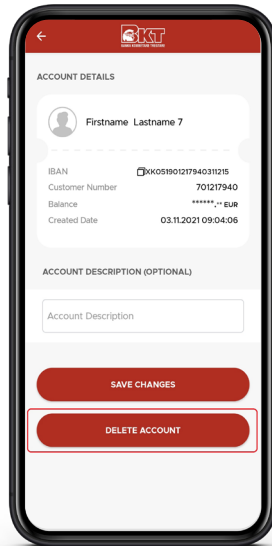 BKT
BANKA KOMBETARE TREGTARE
ACCOUNT DETAILS
Firstname Lastname 7
IBAN XK051901217940311215
Customer Number 701217940
Balance ******,** EUR
Created Date 03.11.2021 09:04:06
ACCOUNT DESCRIPTION (OPTIONAL)
Account Description
SAVE CHANGES
DELETE ACCOUNT